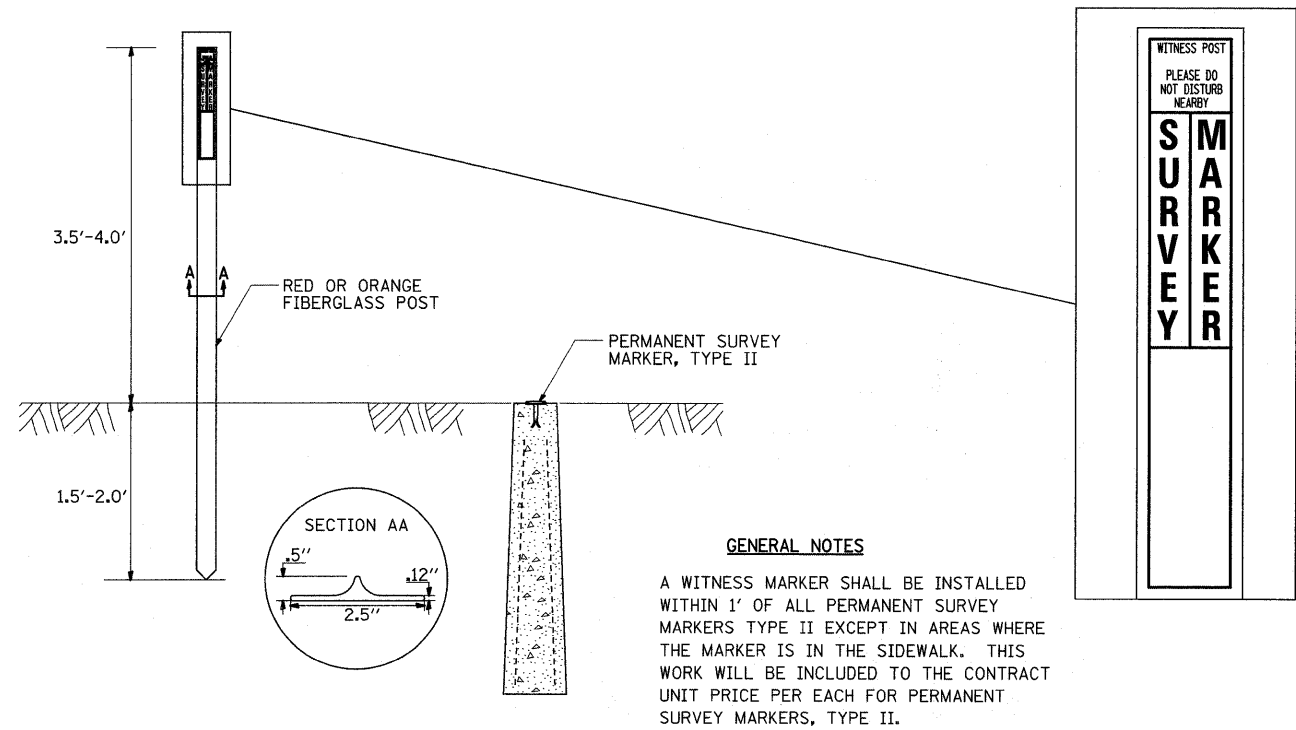 3.5'-4.0'
A A
RED OR ORANGE
FIBERGLASS POST
PERMANENT SURVEY
MARKER, TYPE II
1.5'-2.0'
SECTION AA
.5"
.12"
2.5"
WITNESS POST
PLEASE DO
NOT DISTURB
NEARBY
SURVEY
MARKER
GENERAL NOTES
A WITNESS MARKER SHALL BE INSTALLED
WITHIN 1' OF ALL PERMANENT SURVEY
MARKERS TYPE II EXCEPT IN AREAS WHERE
THE MARKER IS IN THE SIDEWALK. THIS
WORK WILL BE INCLUDED TO THE CONTRACT
UNIT PRICE PER EACH FOR PERMANENT
SURVEY MARKERS, TYPE II.